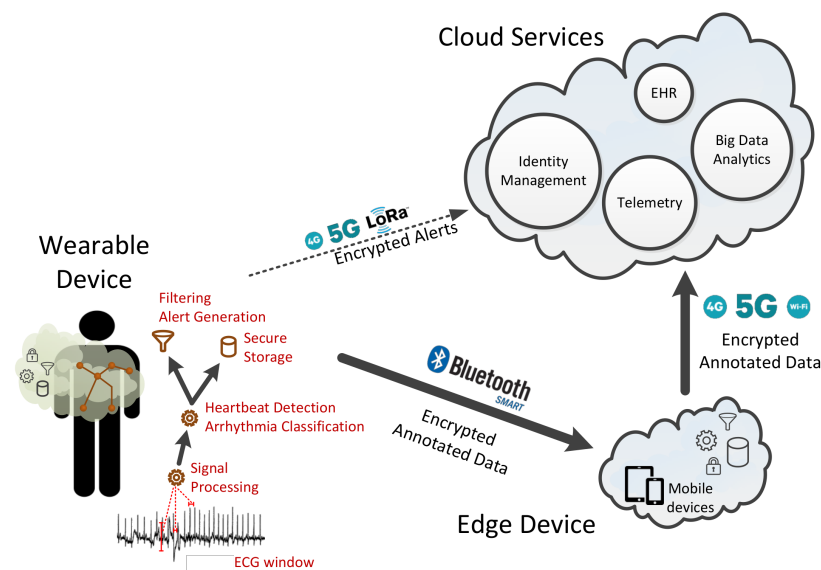 Cloud Services
EHR
Big Data
Analytics
Identity
Management
Telemetry
4G 5G LoRa
Encrypted Alerts
Wearable
Device
Filtering
Alert Generation
Secure
Storage
4G 5G Wi-Fi
Encrypted
Annotated Data
Bluetooth
SMART
Encrypted
Annotated Data
Heartbeat Detection
Arrhythmia Classification
Signal
Processing
Mobile
devices
Edge Device
ECG window